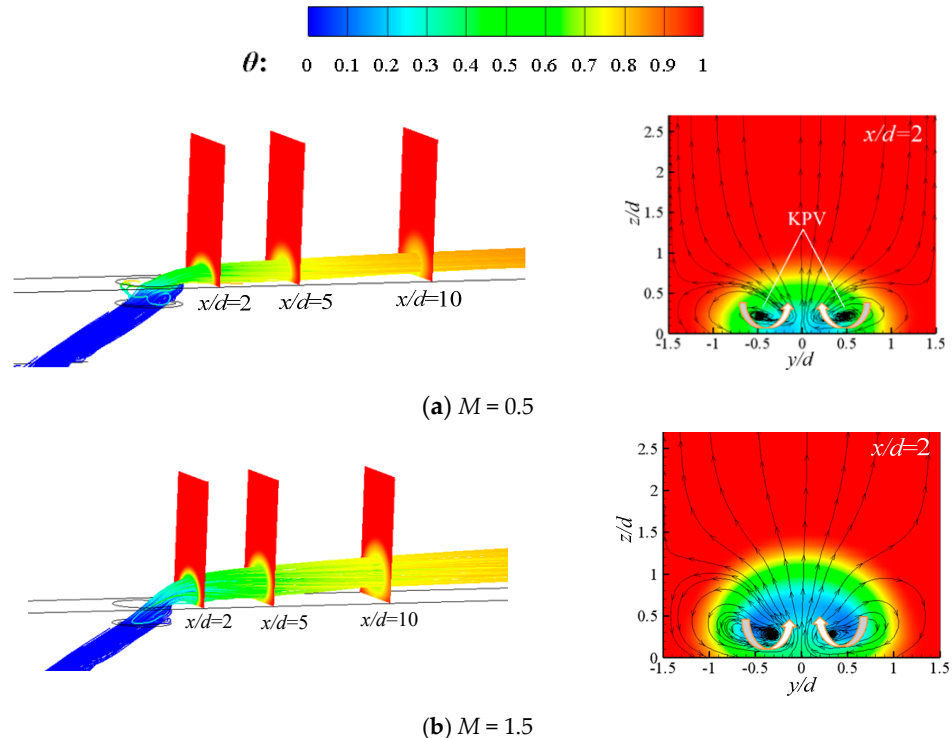 θ: 0 0.1 0.2 0.3 0.4 0.5 0.6 0.7 0.8 0.9 1
x/d=2 x/d=5 x/d=10
x/d=2
KPV
z/d
2.5
2
1.5
1
0.5
0
-1.5 -1 -0.5 0 0.5 1 1.5
y/d
(a) M = 0.5
x/d=2 x/d=5 x/d=10
x/d=2
z/d
2.5
2
1.5
1
0.5
0
-1.5 -1 -0.5 0 0.5 1 1.5
y/d
(b) M = 1.5